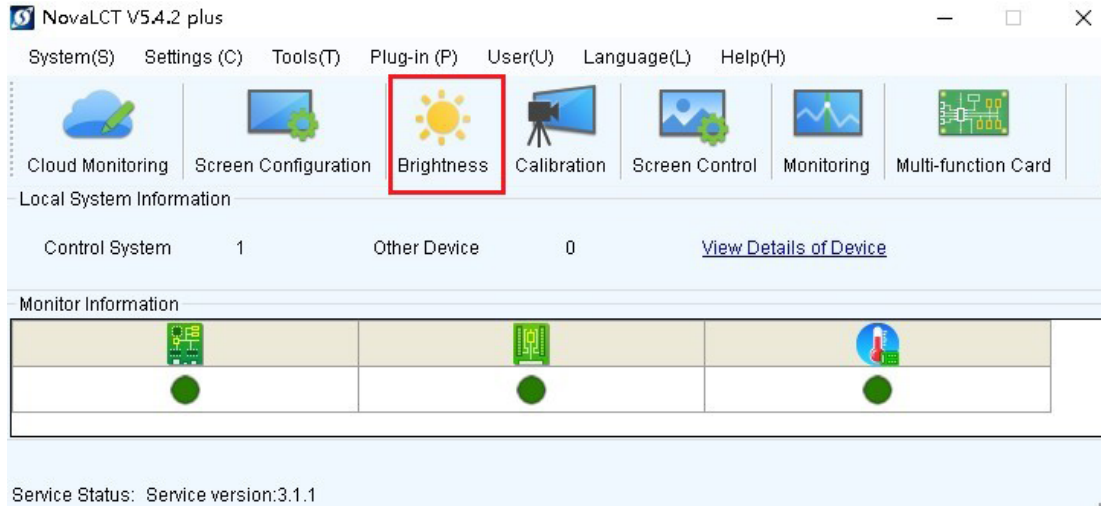 NovaLCT V5.4.2 plus
System(S) Settings (C) Tools(T) Plug-in (P) User(U) Language(L) Help(H)
Cloud Monitoring Screen Configuration Brightness Calibration Screen Control Monitoring Multi-function Card
Local System Information
Control System 1 Other Device 0 View Details of Device
Monitor Information
Service Status: Service version:3.1.1